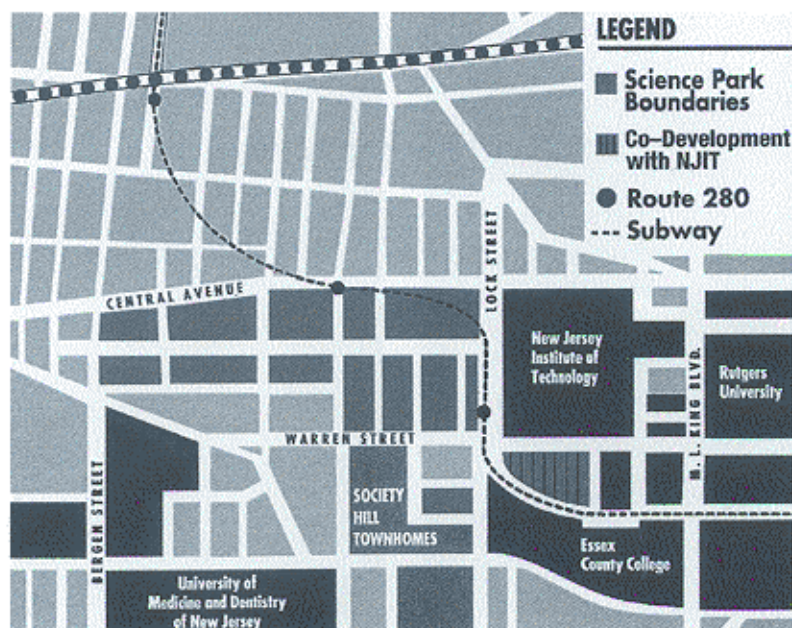 LEGEND
Science Park
Boundaries
Co–Development
with NJIT
Route 280
Subway
CENTRAL AVENUE
LOCK STREET
New Jersey
Institute of
Technology
M. L. KING BLVD.
Rutgers
University
WARREN STREET
BERGEN STREET
SOCIETY
HILL
TOWNHOMES
Essex
County College
University of
Medicine and Dentistry
of New Jersey